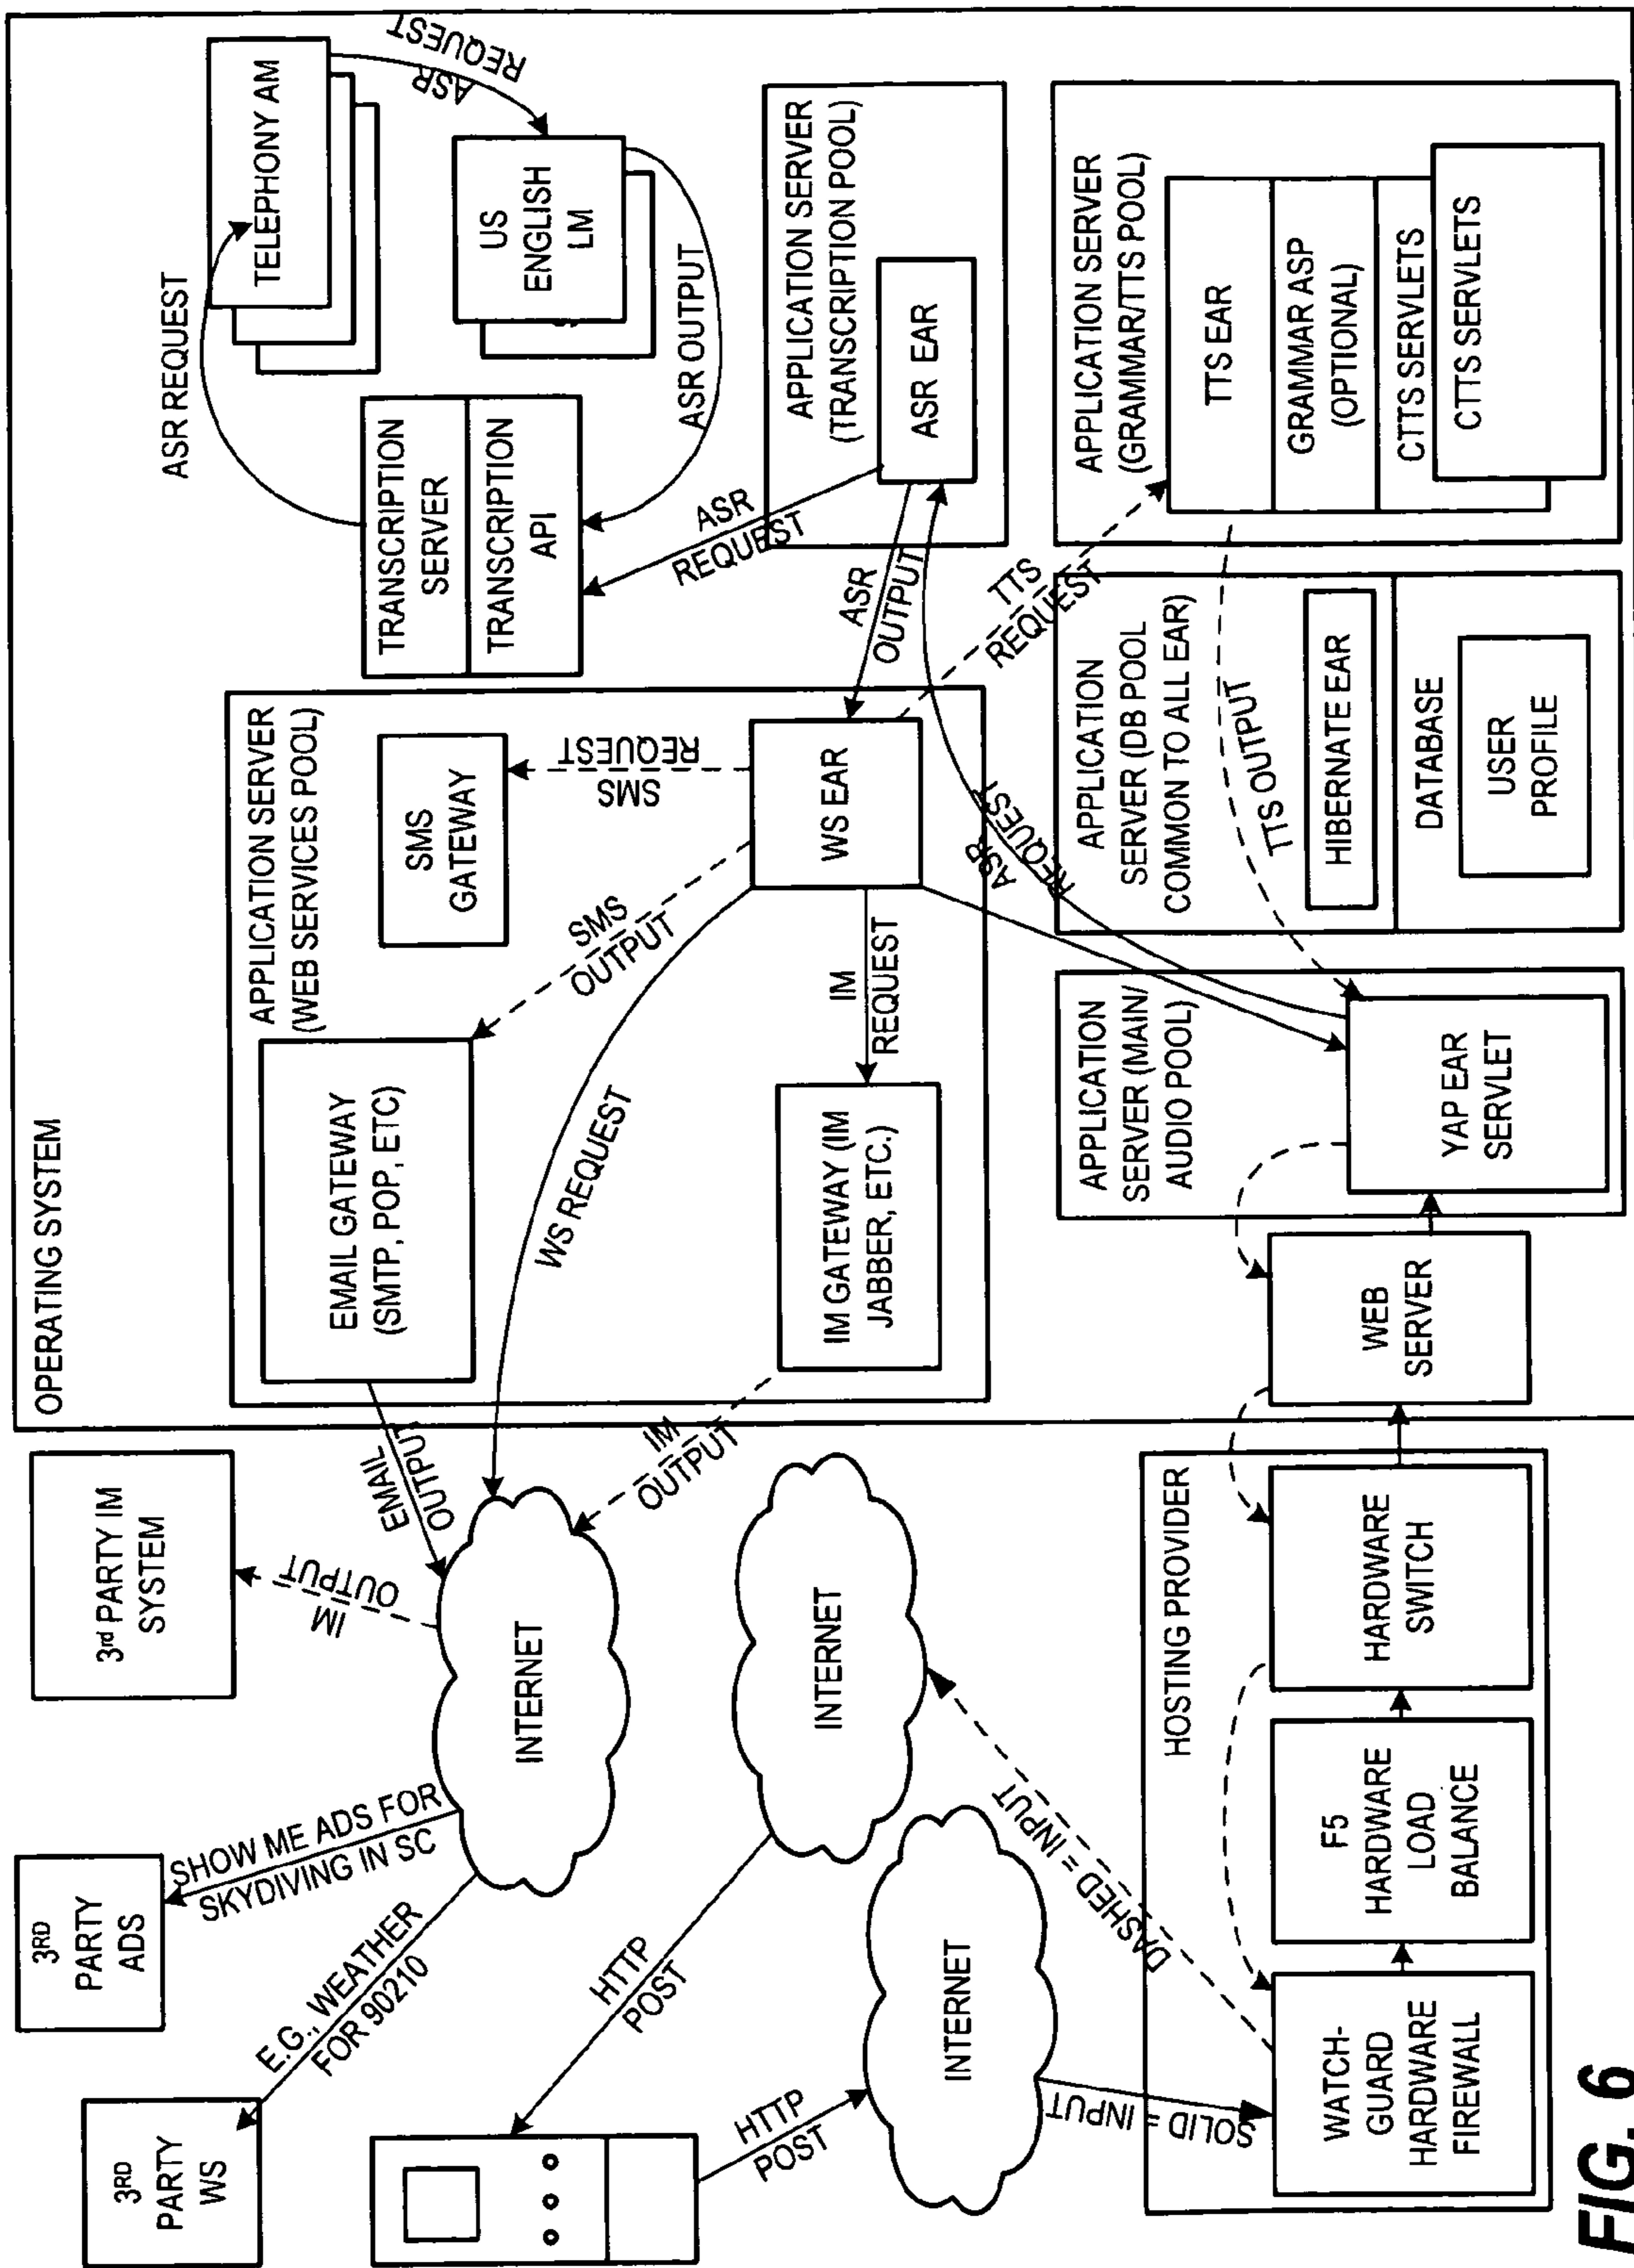 3RD
PARTY
WS
3RD
PARTY
ADS
3rd PARTY IM
SYSTEM
E.G., WEATHER
FOR 90210
SHOW ME ADS FOR
SKYDIVING IN SC
IM
OUTPUT
EMAIL
OUTPUT
INTERNET
HTTP
POST
INTERNET
IM
OUTPUT
HTTP
POST
INTERNET
DASHED = INPUT
SOLID = INPUT
HOSTING PROVIDER
WATCH-
GUARD
HARDWARE
FIREWALL
F5
HARDWARE
LOAD
BALANCE
HARDWARE
SWITCH
OPERATING SYSTEM
APPLICATION SERVER
(WEB SERVICES POOL)
EMAIL GATEWAY
(SMTP, POP, ETC)
SMS
GATEWAY
SMS
OUTPUT
SMS
REQUEST
WS REQUEST
WS EAR
IM
REQUEST
IM GATEWAY (IM
JABBER, ETC.)
ASR REQUEST
TELEPHONY AM
ASR
REQUEST
TRANSCRIPTION
SERVER
TRANSCRIPTION
API
US
ENGLISH
LM
ASR OUTPUT
ASR
REQUEST
APPLICATION SERVER
(TRANSCRIPTION POOL)
ASR EAR
ASR
OUTPUT
ASR
REQUEST
TTS
REQUEST
WEB
SERVER
APPLICATION
SERVER (MAIN/
AUDIO POOL)
YAP EAR
SERVLET
APPLICATION
SERVER (DB POOL
COMMON TO ALL EAR)
HIBERNATE EAR
DATABASE
USER
PROFILE
TTS OUTPUT
APPLICATION SERVER
(GRAMMAR/TTS POOL)
TTS EAR
GRAMMAR ASP
(OPTIONAL)
CTTS SERVLETS
CTTS SERVLETS
FIG. 6